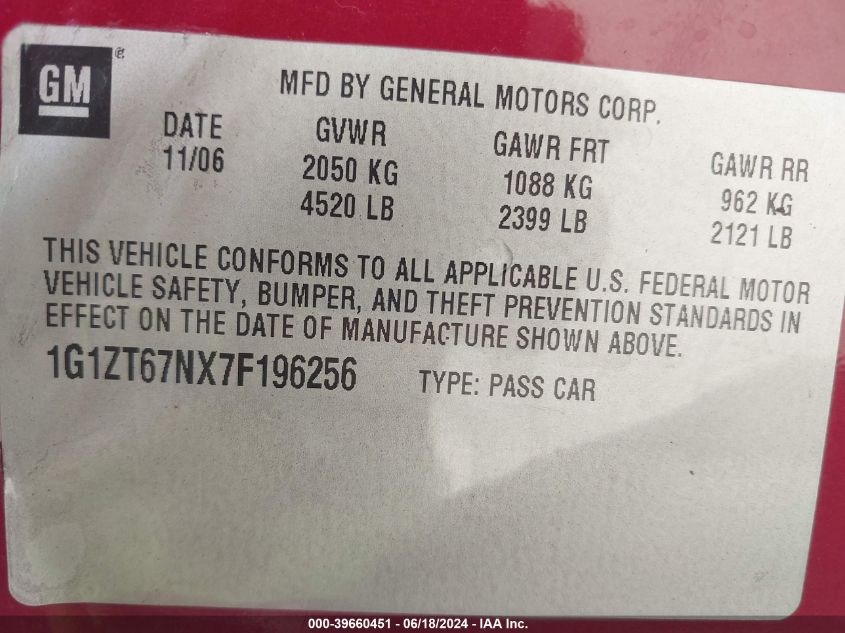 GM®
MFD BY GENERAL MOTORS CORP.
DATE GVWR GAWR FRT GAWR RR
11/06 2050 KG 1088 KG 962 KG
4520 LB 2399 LB 2121 LB
THIS VEHICLE CONFORMS TO ALL APPLICABLE U.S. FEDERAL MOTOR
VEHICLE SAFETY, BUMPER, AND THEFT PREVENTION STANDARDS IN
EFFECT ON THE DATE OF MANUFACTURE SHOWN ABOVE.
1G1ZT67NX7F196256 TYPE: PASS CAR
000-39660451 - 06/18/2024 - IAA Inc.